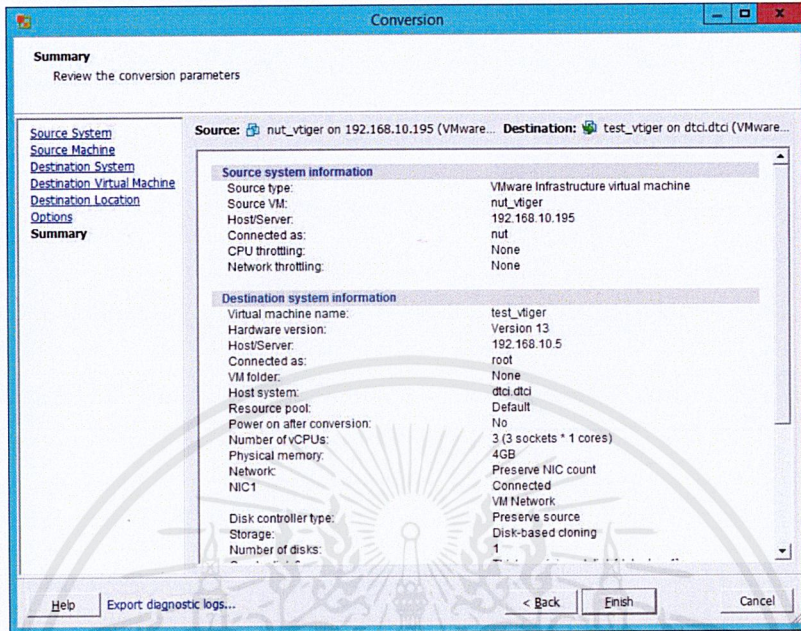 Conversion
Summary
Review the conversion parameters
Source System
Source Machine
Destination System
Destination Virtual Machine
Destination Location
Options
Summary
Source: nut_vtiger on 192.168.10.195 (VMware... Destination: test_vtiger on dtci.dtci (VMware...
Source system information
Source type: VMware Infrastructure virtual machine
Source VM: nut_vtiger
Host/Server: 192.168.10.195
Connected as: nut
CPU throttling: None
Network throttling: None
Destination system information
Virtual machine name: test_vtiger
Hardware version: Version 13
Host/Server: 192.168.10.5
Connected as: root
VM folder: None
Host system: dtci.dtci
Resource pool: Default
Power on after conversion: No
Number of vCPUs: 3 (3 sockets * 1 cores)
Physical memory: 4GB
Network: Preserve NIC count
NIC1 Connected
VM Network
Disk controller type: Preserve source
Storage: Disk-based cloning
Number of disks: 1
Help Export diagnostic logs... < Back Finish Cancel